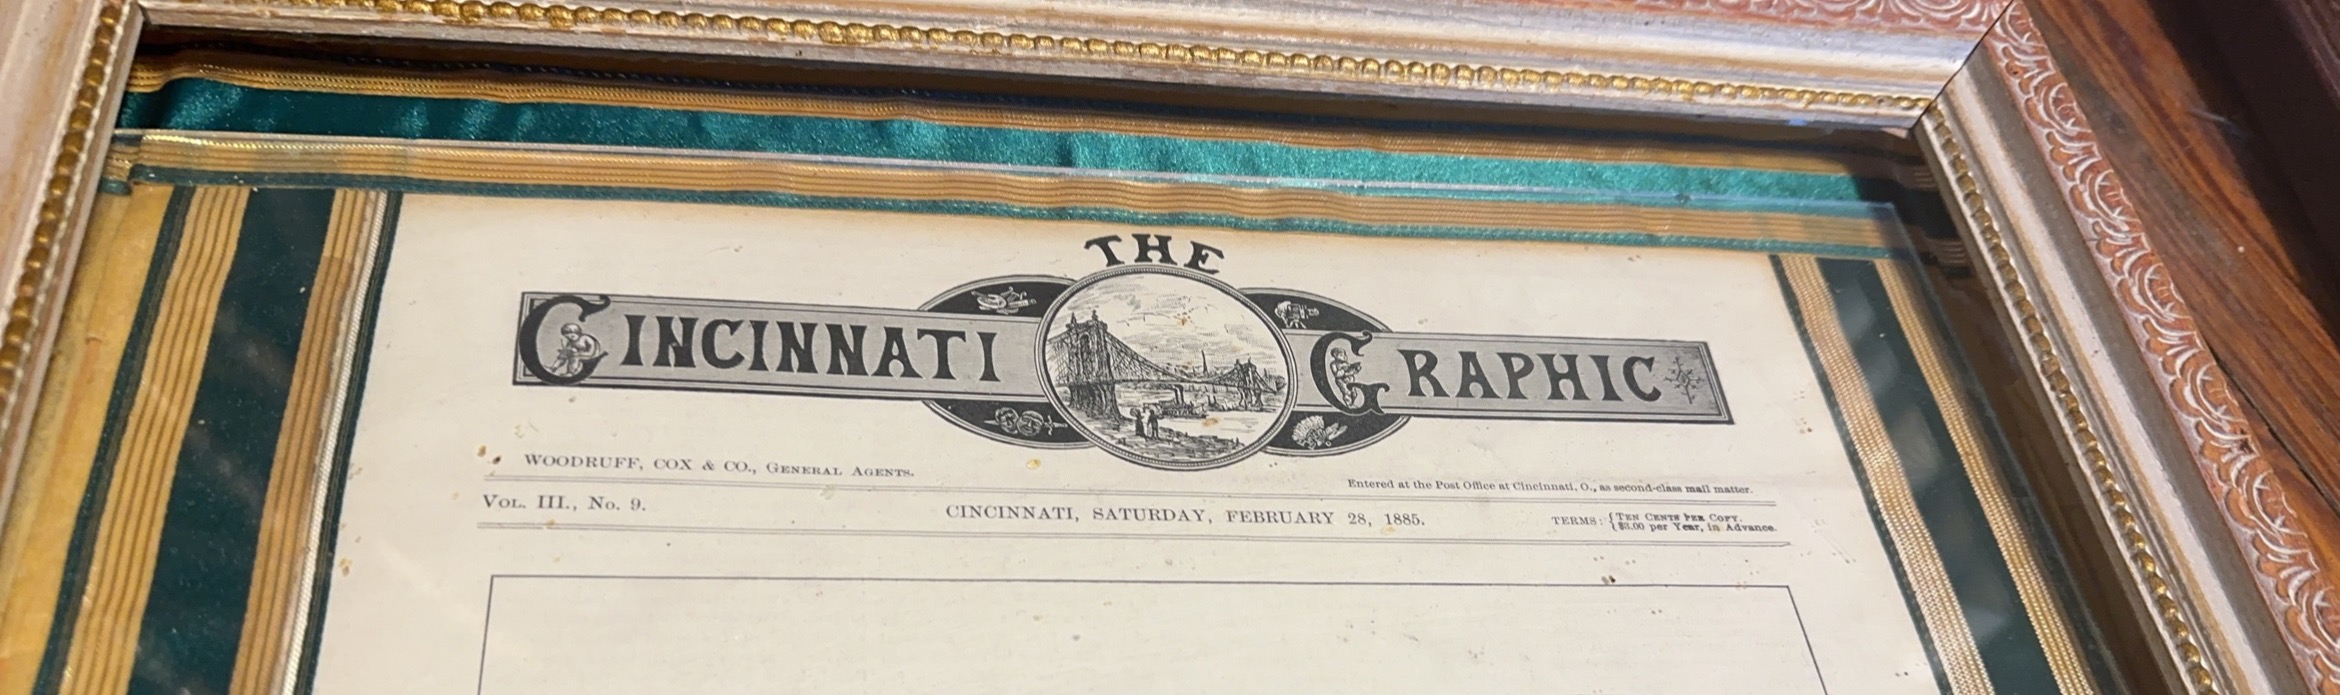 THE
CINCINNATI GRAPHIC
WOODRUFF, COX & CO., GENERAL AGENTS.
Entered at the Post Office at Cincinnati, O., as second-class mail matter.
VOL. III., No. 9.
CINCINNATI, SATURDAY, FEBRUARY 28, 1885.
TERMS: { TEN CENTS PER COPY.
$3.00 per Year, in Advance.